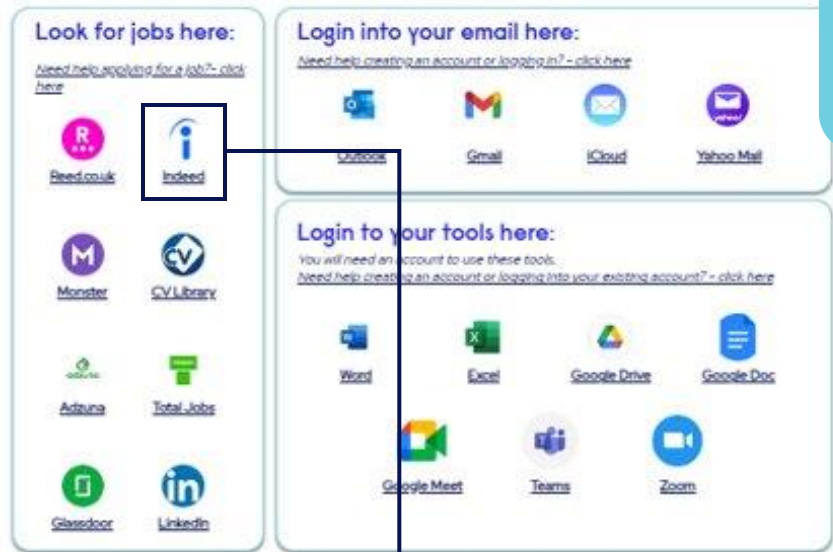 Look for jobs here:
Need help applying for a job?- click
here
R
Reed.co.uk
Indeed
M
Monster
CV
CV Library
adzuna
Adzuna
Total Jobs
Glassdoor
in
LinkedIn
Login into your email here:
Need help creating an account or logging in? - click here
Outlook
Gmail
iCloud
yahoo!
Yahoo Mail
Login to your tools here:
You will need an account to use these tools.
Need help creating an account or logging into your existing account? - click here
Word
Excel
Google Drive
Google Doc
Google Meet
Teams
Zoom